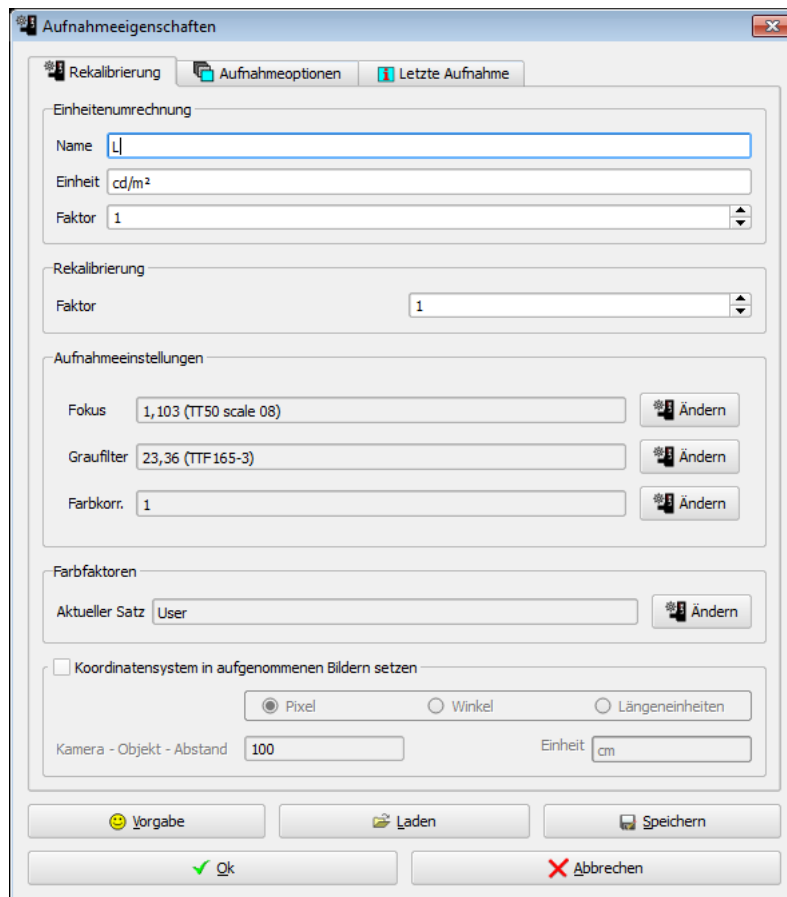 Aufnahmeeigenschaften
Rekalibrierung Aufnahmeoptionen Letzte Aufnahme
Einheitenumrechnung
Name L
Einheit cd/m²
Faktor 1
Rekalibrierung
Faktor 1
Aufnahmeeinstellungen
Fokus 1,103 (TT50 scale 08) Ändern
Graufilter 23,36 (TTF165-3) Ändern
Farbkorr. 1 Ändern
Farbfaktoren
Aktueller Satz User Ändern
Koordinatensystem in aufgenommenen Bildern setzen
Pixel Winkel Längeneinheiten
Kamera - Objekt - Abstand 100 Einheit cm
Vorgabe Laden Speichern
Ok Abbrechen